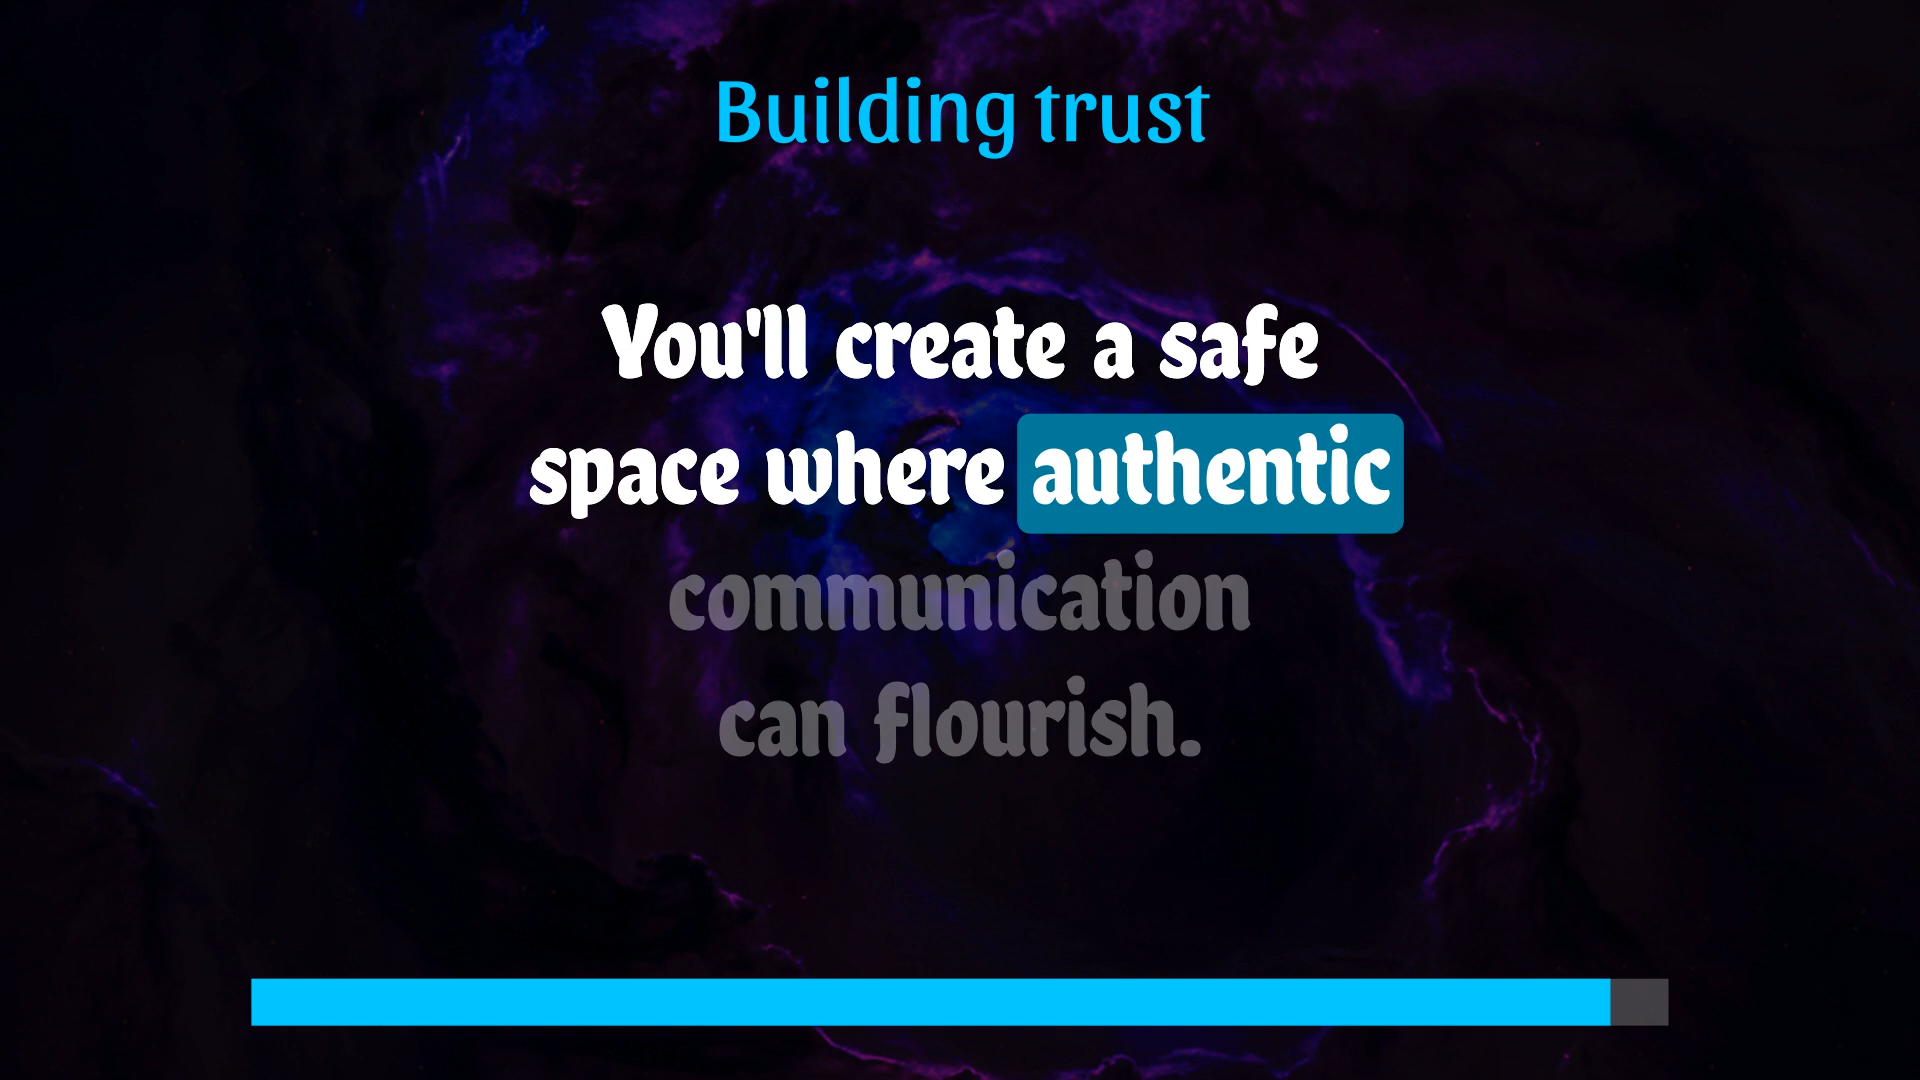 Building trust
You'll create a safe
space where authentic
communication
can flourish.